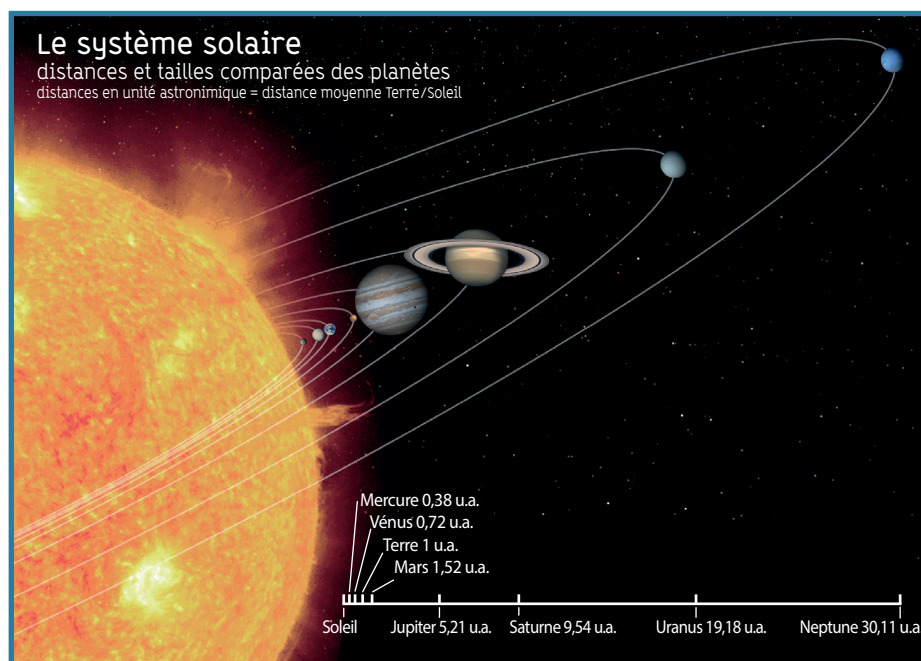 Le système solaire
distances et tailles comparées des planètes
distances en unité astronimique = distance moyenne Terre/Soleil
Mercure 0,38 u.a.
Vénus 0,72 u.a.
Terre 1 u.a.
Mars 1,52 u.a.
Soleil Jupiter 5,21 u.a. Saturne 9,54 u.a. Uranus 19,18 u.a. Neptune 30,11 u.a.